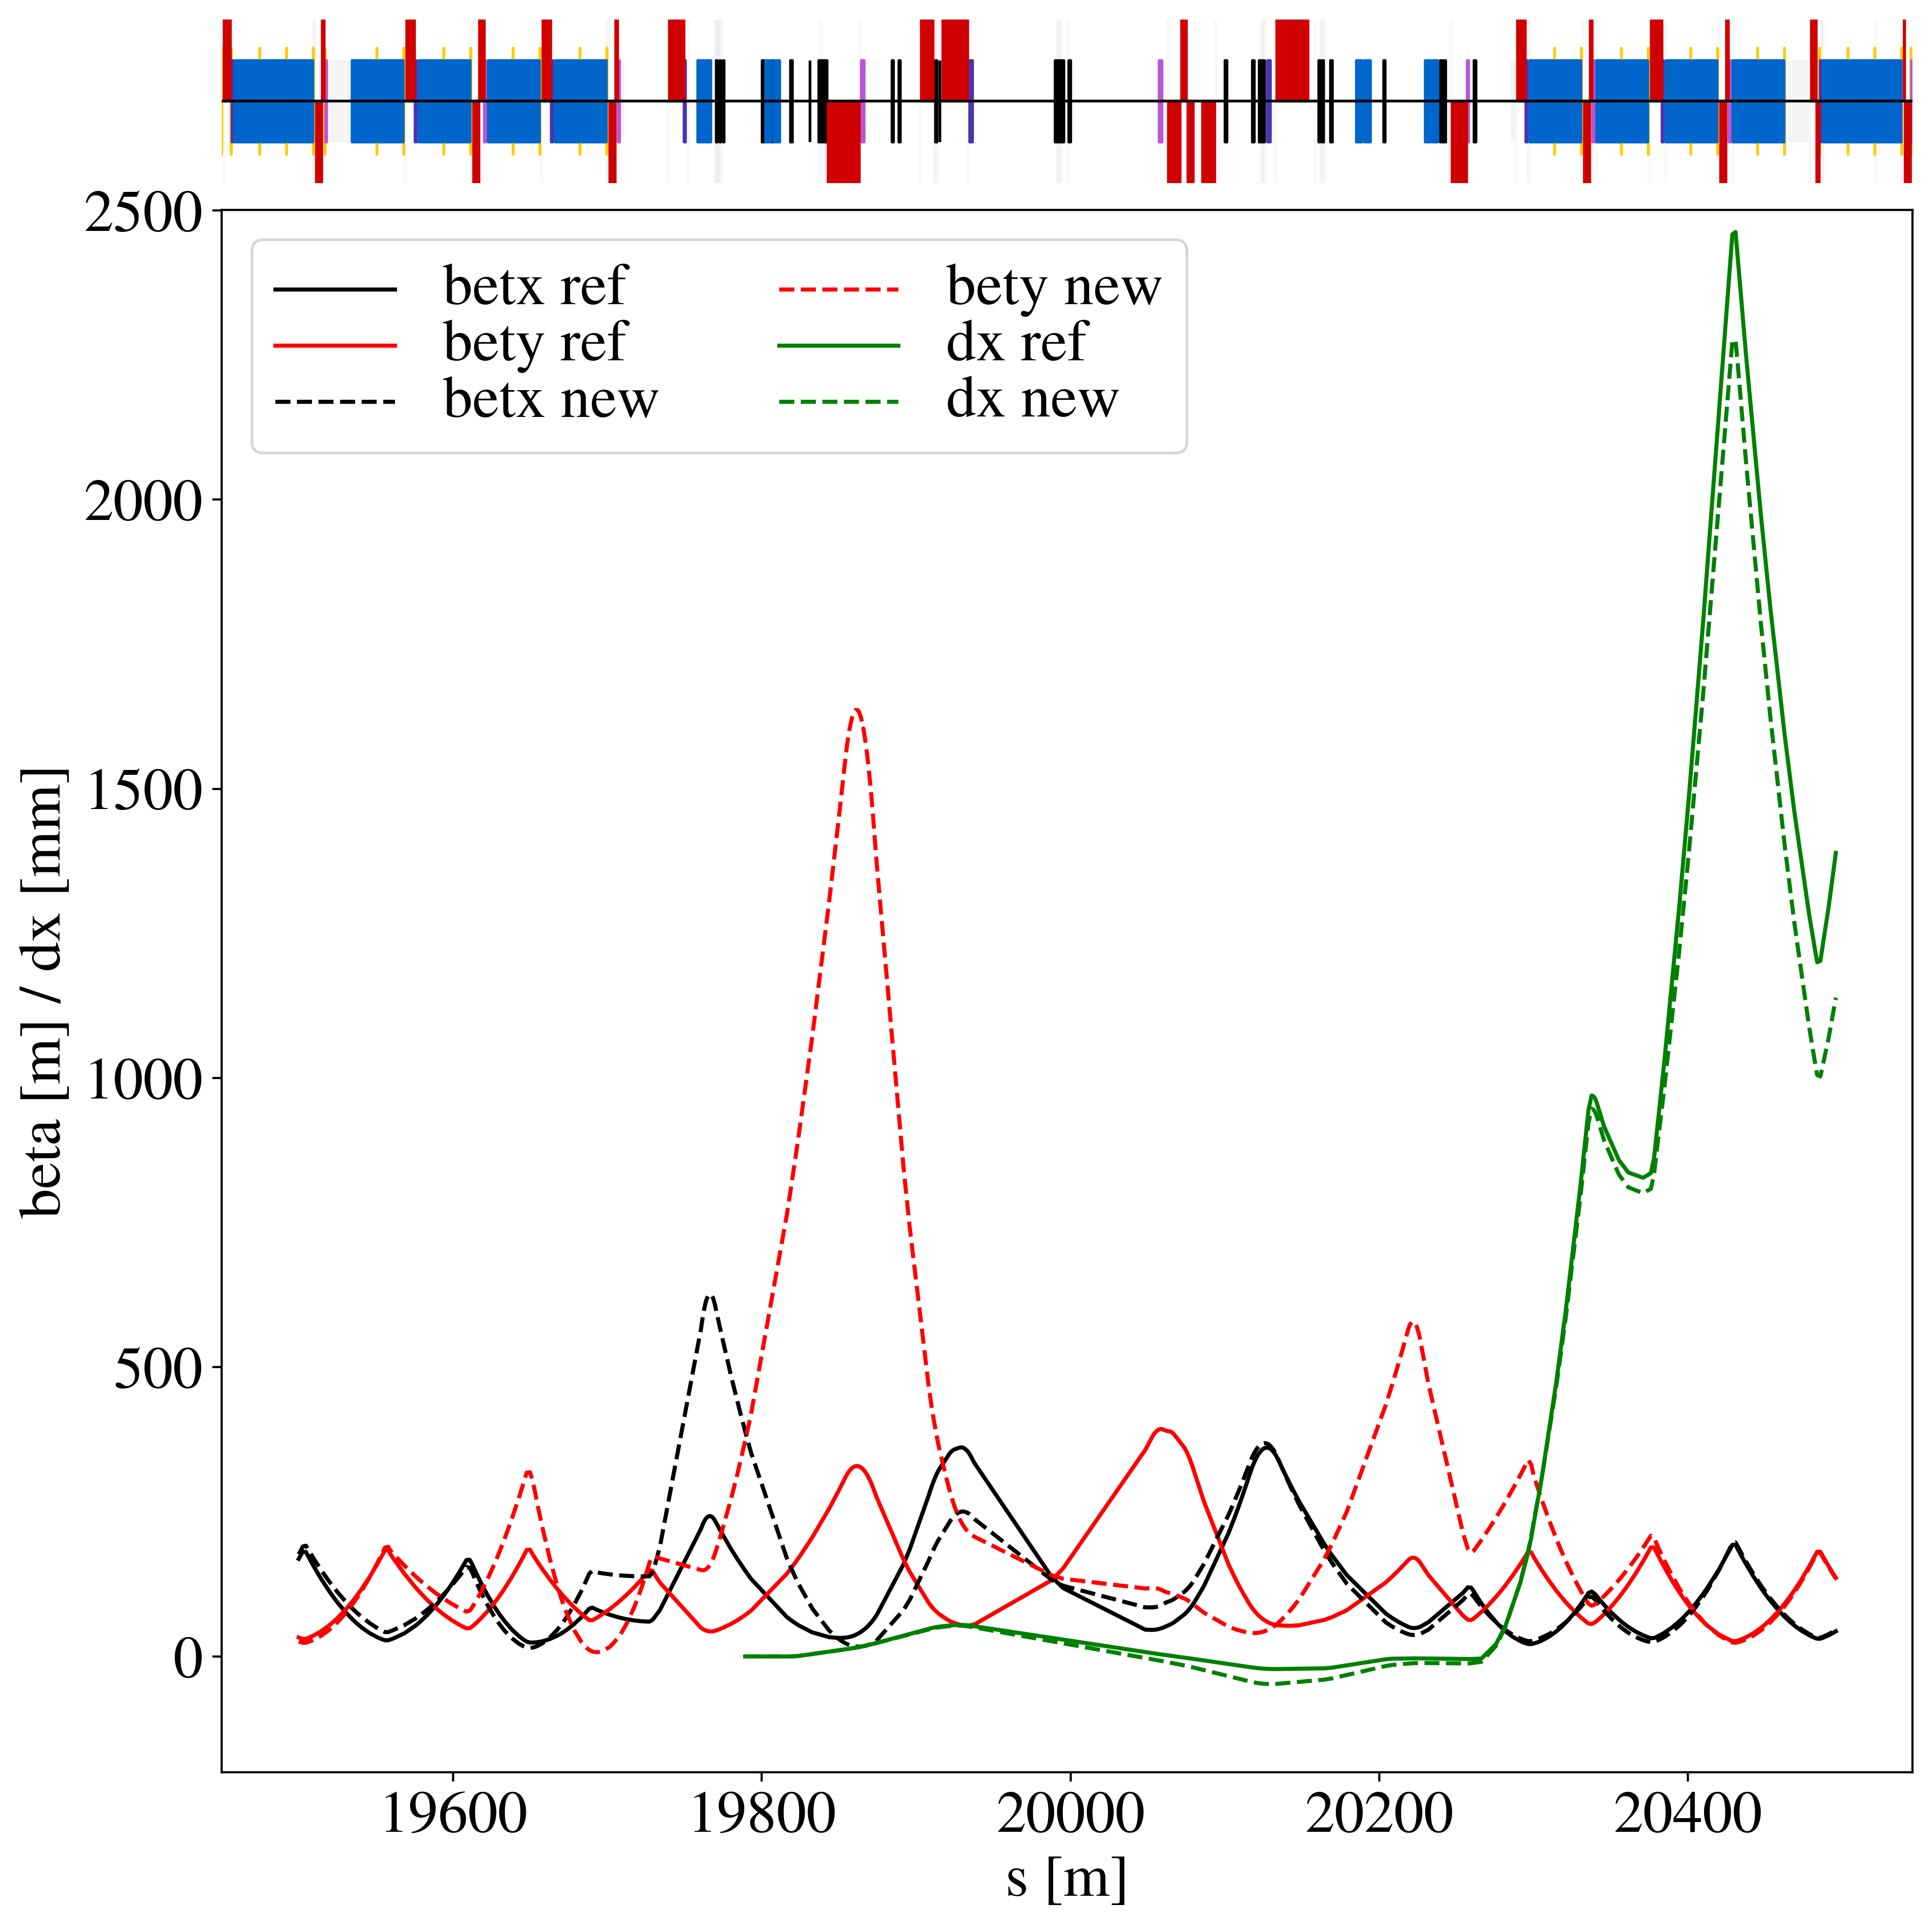 2500
2000
1500
1000
500
0
beta [m] / dx [mm]
betx ref
bety ref
betx new
bety new
dx ref
dx new
19600 19800 20000 20200 20400
s [m]